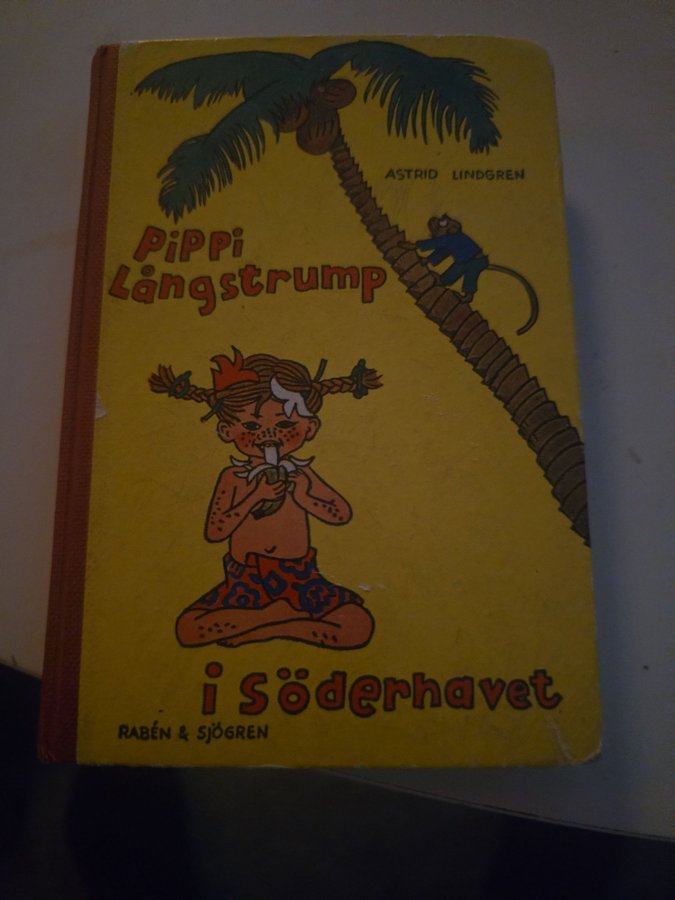 ASTRID LINDGREN
PiPPi
Långstrump
i Söderhavet
RABÉN & SJÖGREN